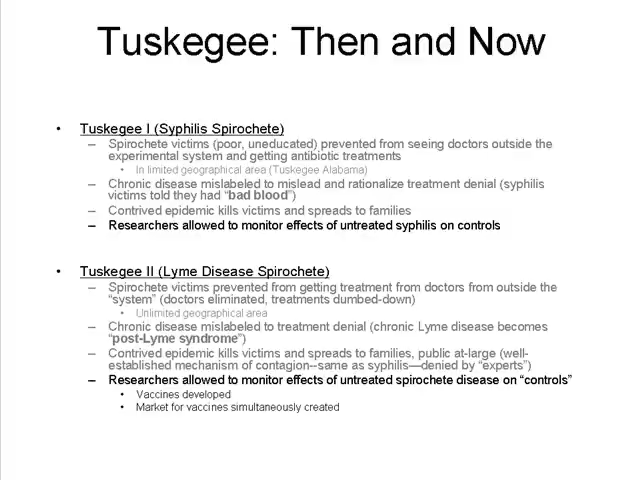 Tuskegee: Then and Now
• Tuskegee I (Syphilis Spirochete)
– Spirochete victims (poor, uneducated) prevented from seeing doctors outside the
experimental system and getting antibiotic treatments
• In limited geographical area (Tuskegee Alabama)
– Chronic disease mislabeled to mislead and rationalize treatment denial (syphilis
victims told they had “bad blood”)
– Contrived epidemic kills victims and spreads to families
– Researchers allowed to monitor effects of untreated syphilis on controls
• Tuskegee II (Lyme Disease Spirochete)
– Spirochete victims prevented from getting treatment from doctors from outside the
“system” (doctors eliminated, treatments dumbed-down)
• Unlimited geographical area
– Chronic disease mislabeled to treatment denial (chronic Lyme disease becomes
“post-Lyme syndrome”)
– Contrived epidemic kills victims and spreads to families, public at-large (well-
established mechanism of contagion--same as syphilis—denied by “experts”)
– Researchers allowed to monitor effects of untreated spirochete disease on “controls”
• Vaccines developed
• Market for vaccines simultaneously created